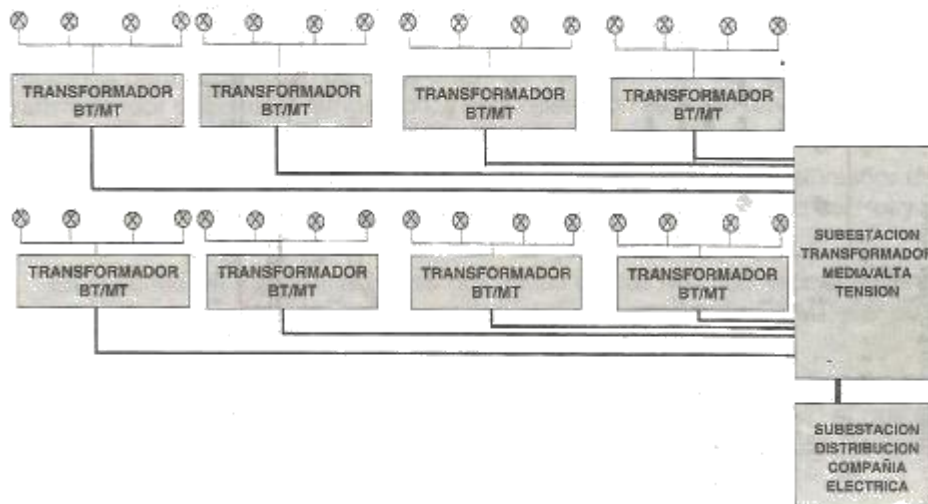 TRANSFORMADOR
BT/MT
TRANSFORMADOR
BT/MT
TRANSFORMADOR
BT/MT
TRANSFORMADOR
BT/MT
TRANSFORMADOR
BT/MT
TRANSFORMADOR
BT/MT
TRANSFORMADOR
BT/MT
TRANSFORMADOR
BT/MT
SUBESTACION
TRANSFORMADOR
MEDIA/ALTA
TENSION
SUBESTACION
DISTRIBUCION
COMPAÑIA
ELECTRICA